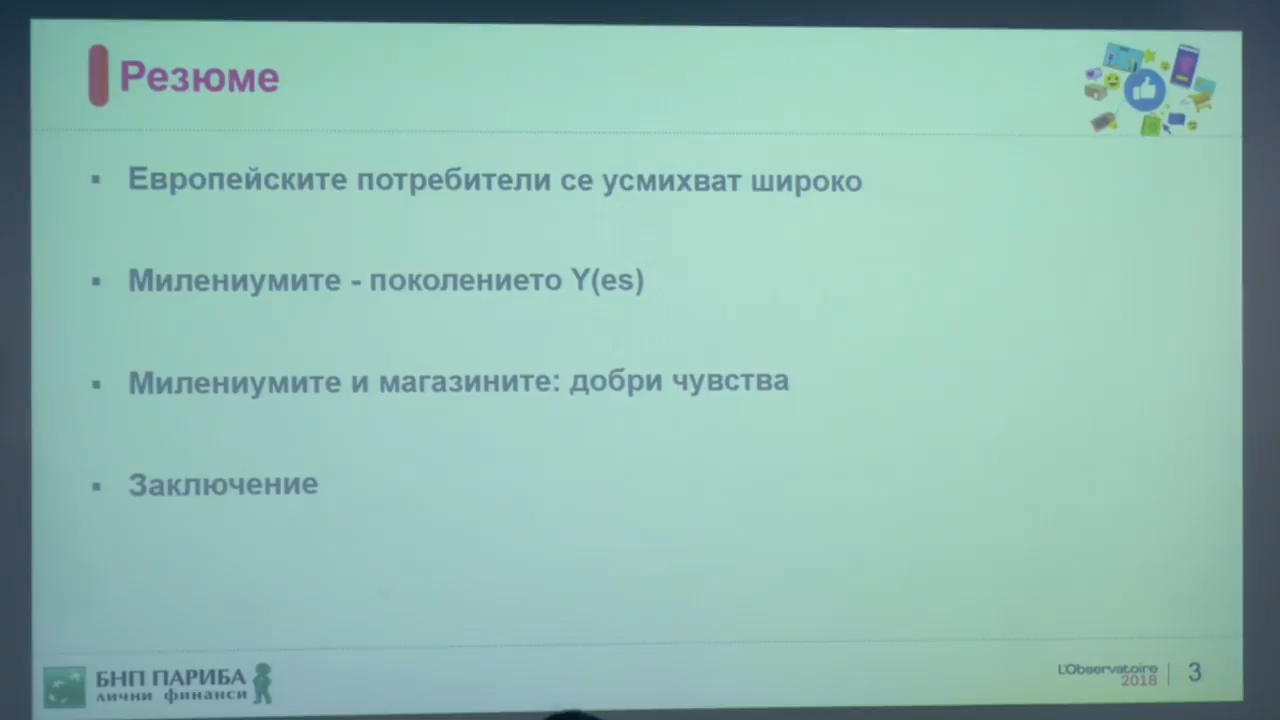 Резюме
▪ Европейските потребители се усмихват широко
▪ Милениумите - поколението Y(es)
▪ Милениумите и магазините: добри чувства
▪ Заключение
БНП ПАРИБА
лични финанси
L'Observatoire
2018
3